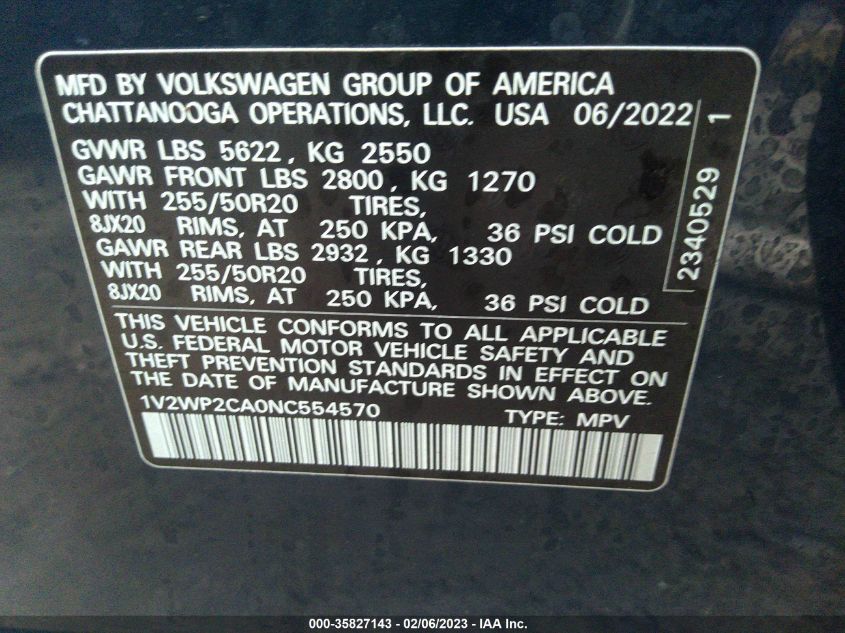 MFD BY VOLKSWAGEN GROUP OF AMERICA
CHATTANOOGA OPERATIONS, LLC. USA 06/2022
GVWR LBS 5622, KG 2550
GAWR FRONT LBS 2800, KG 1270
WITH 255/50R20 TIRES,
8JX20 RIMS, AT 250 KPA, 36 PSI COLD
GAWR REAR LBS 2932, KG 1330
WITH 255/50R20 TIRES,
8JX20 RIMS, AT 250 KPA, 36 PSI COLD
2340529 1
THIS VEHICLE CONFORMS TO ALL APPLICABLE
U.S. FEDERAL MOTOR VEHICLE SAFETY AND
THEFT PREVENTION STANDARDS IN EFFECT ON
THE DATE OF MANUFACTURE SHOWN ABOVE.
1V2WP2CA0NC554570 TYPE: MPV
000-35827143 - 02/06/2023 - IAA Inc.